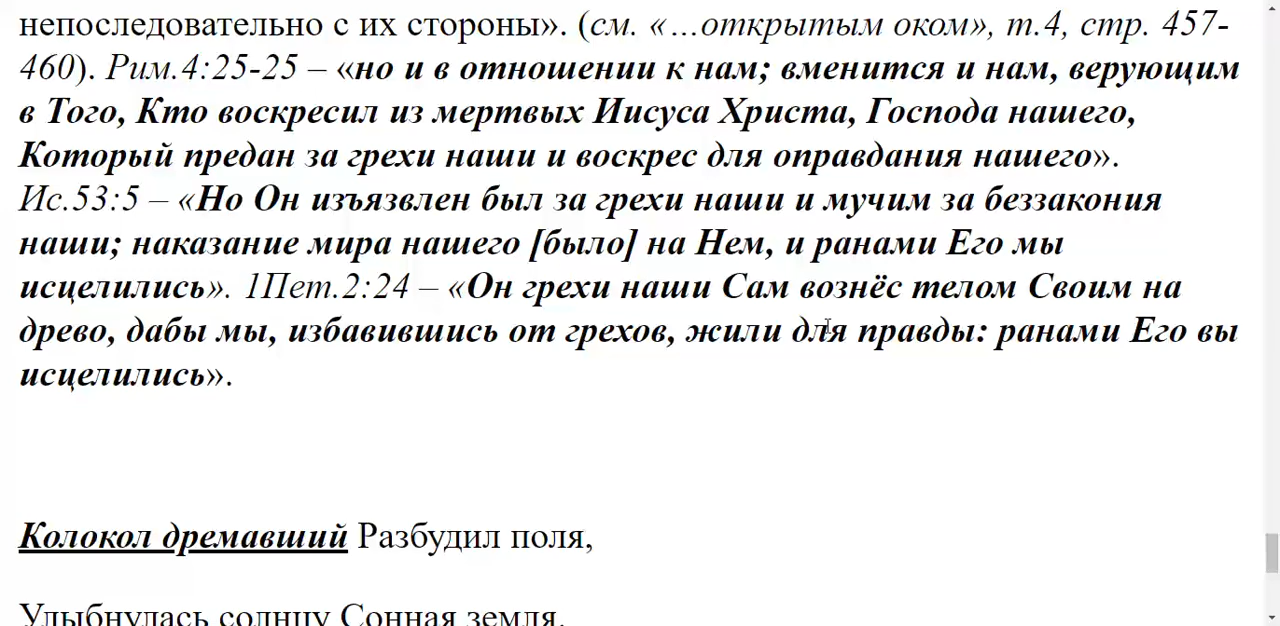 непоследовательно с их стороны». (см. «…открытым оком», т.4, стр. 457-
460). Рим.4:25-25 – «но и в отношении к нам; вменится и нам, верующим
в Того, Кто воскресил из мертвых Иисуса Христа, Господа нашего,
Который предан за грехи наши и воскрес для оправдания нашего».
Ис.53:5 – «Но Он изъязвлен был за грехи наши и мучим за беззакония
наши; наказание мира нашего [было] на Нем, и ранами Его мы
исцелились». 1Пет.2:24 – «Он грехи наши Сам вознёс телом Своим на
древо, дабы мы, избавившись от грехов, жили для правды: ранами Его вы
исцелились».
Колокол дремавший Разбудил поля,
Улыбнулась солнцу Сонная земля.